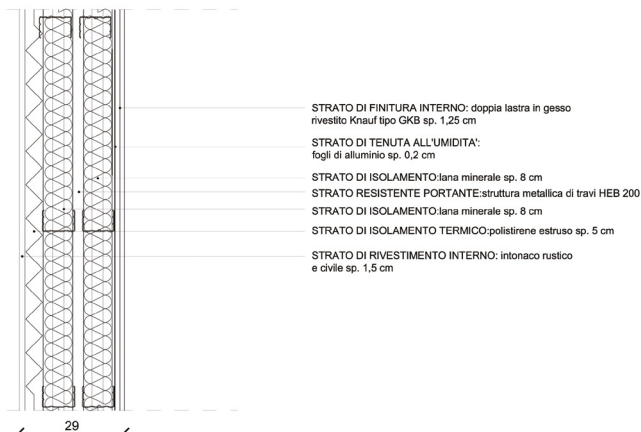 STRATO DI FINITURA INTERNO: doppia lastra in gesso
rivestito Knauf tipo GKB sp. 1,25 cm
STRATO DI TENUTA ALL'UMIDITA':
fogli di alluminio sp. 0,2 cm
STRATO DI ISOLAMENTO:lana minerale sp. 8 cm
STRATO RESISTENTE PORTANTE:struttura metallica di travi HEB 200
STRATO DI ISOLAMENTO:lana minerale sp. 8 cm
STRATO DI ISOLAMENTO TERMICO:polistirene estruso sp. 5 cm
STRATO DI RIVESTIMENTO INTERNO: intonaco rustico
e civile sp. 1,5 cm
29